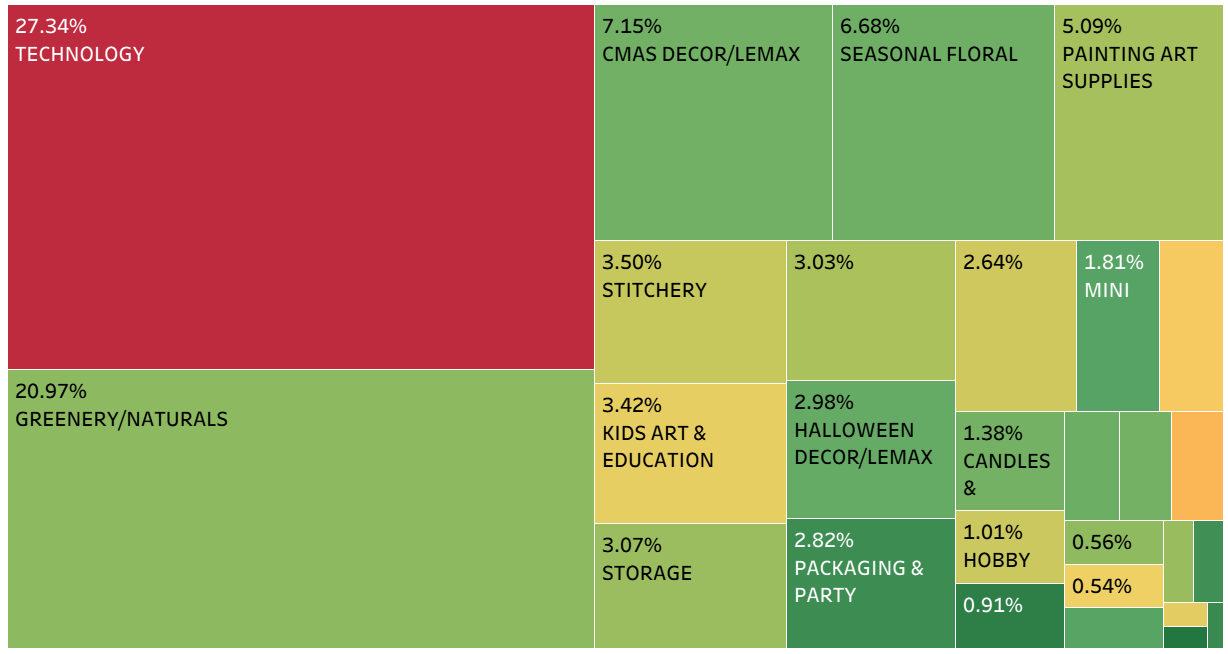 27.34%
TECHNOLOGY
20.97%
GREENERY/NATURALS
7.15%
CMAS DECOR/LEMAX
6.68%
SEASONAL FLORAL
5.09%
PAINTING ART
SUPPLIES
3.50%
STITCHERY
3.42%
KIDS ART &
EDUCATION
3.07%
STORAGE
3.03%
2.98%
HALLOWEEN
DECOR/LEMAX
2.82%
PACKAGING &
PARTY
2.64%
1.81%
MINI
1.38%
CANDLES
&
1.01%
HOBBY
0.91%
0.56%
0.54%